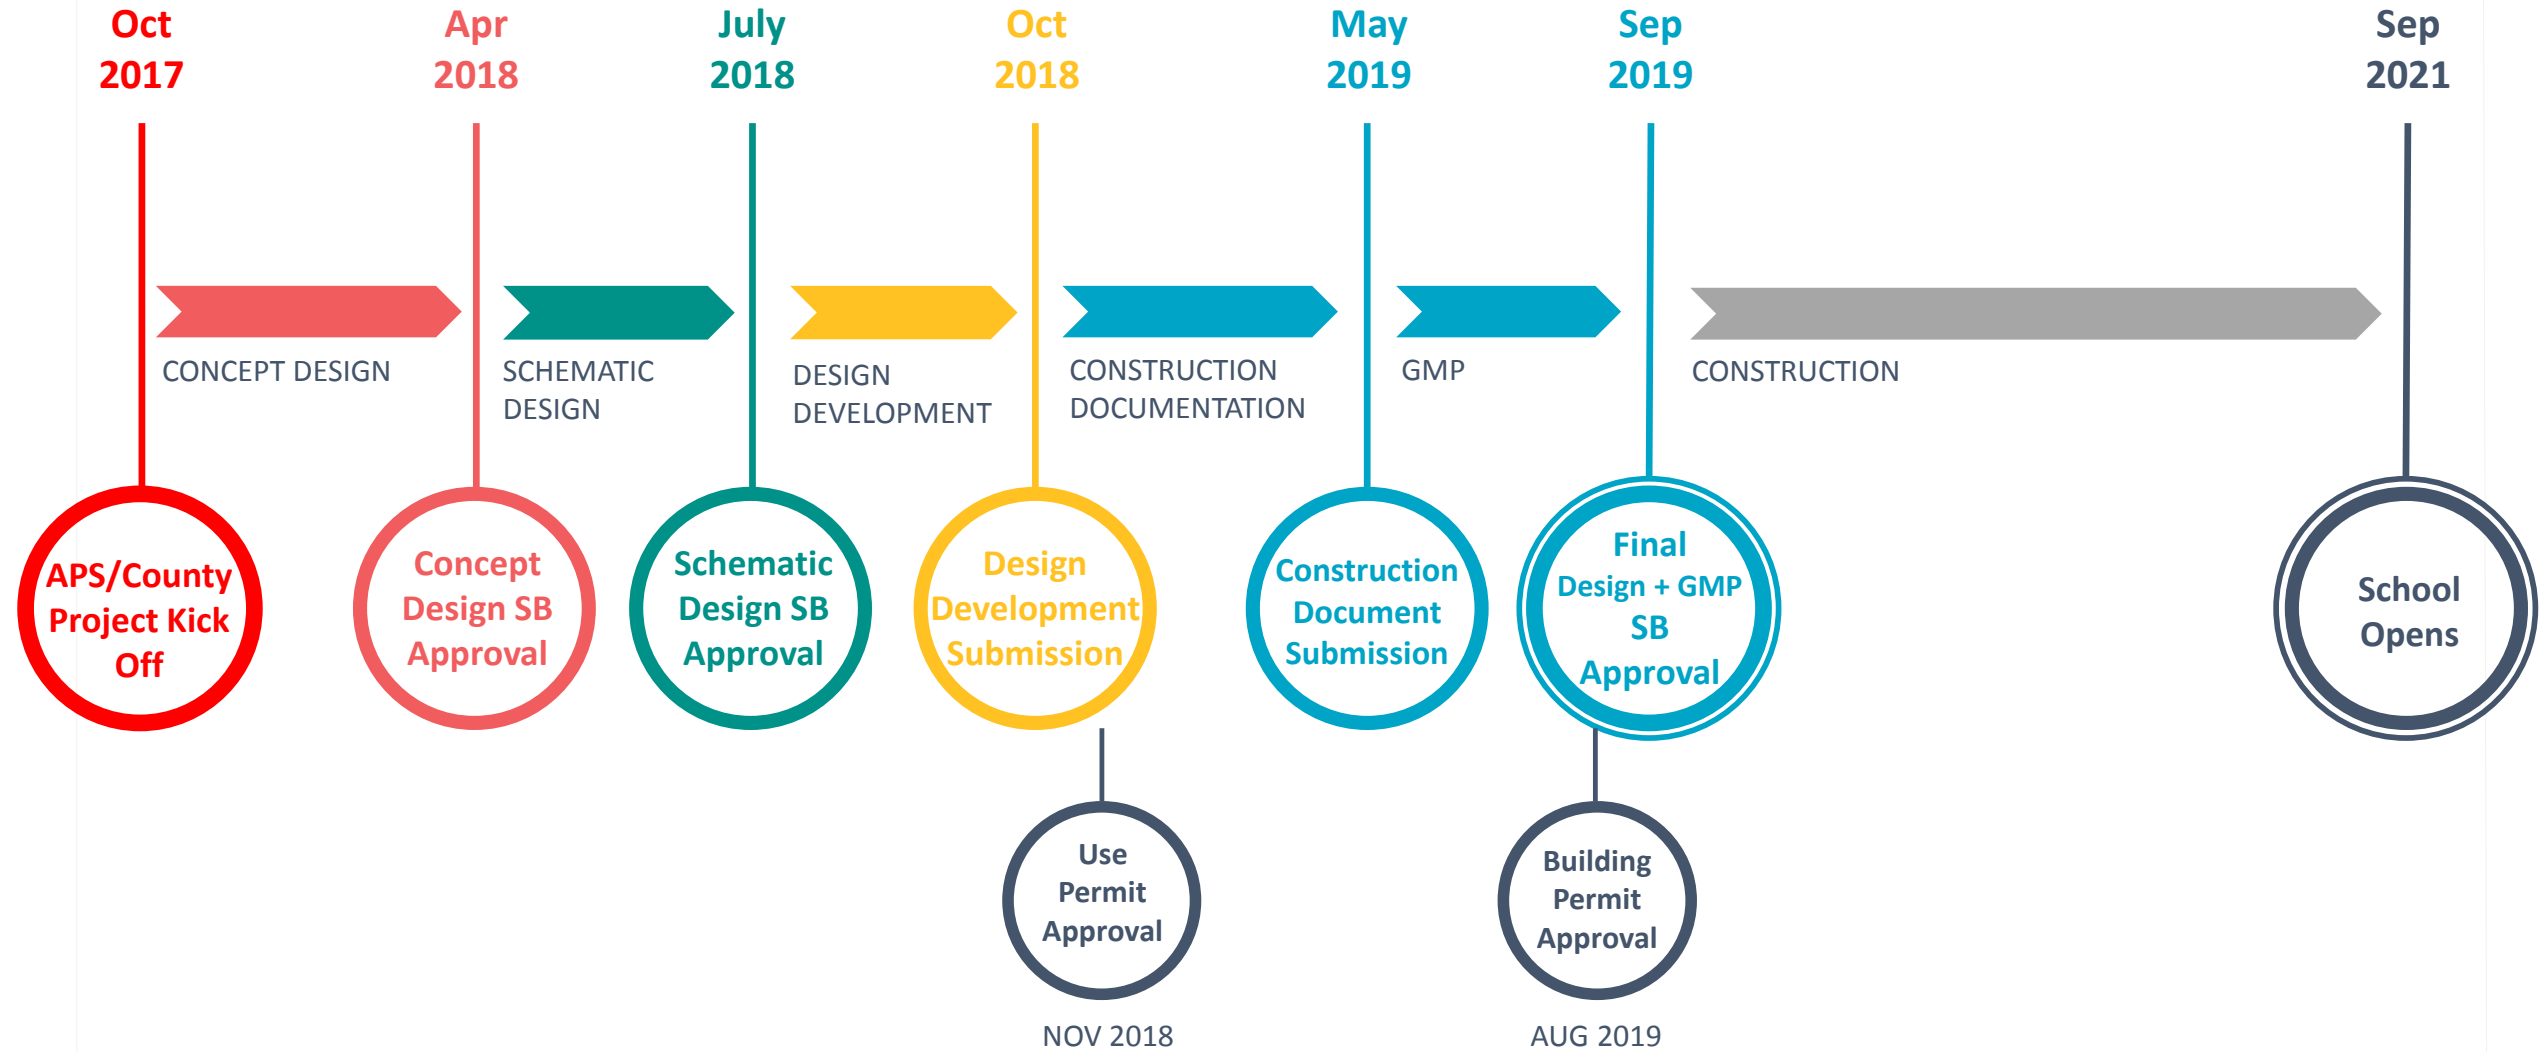 Oct
2017
Apr
2018
July
2018
Oct
2018
May
2019
Sep
2019
Sep
2021
CONCEPT DESIGN
SCHEMATIC
DESIGN
DESIGN
DEVELOPMENT
CONSTRUCTION
DOCUMENTATION
GMP
CONSTRUCTION
APS/County
Project Kick
Off
Concept
Design SB
Approval
Schematic
Design SB
Approval
Design
Development
Submission
Construction
Document
Submission
Final
Design + GMP
SB
Approval
School
Opens
Use
Permit
Approval
NOV 2018
Building
Permit
Approval
AUG 2019